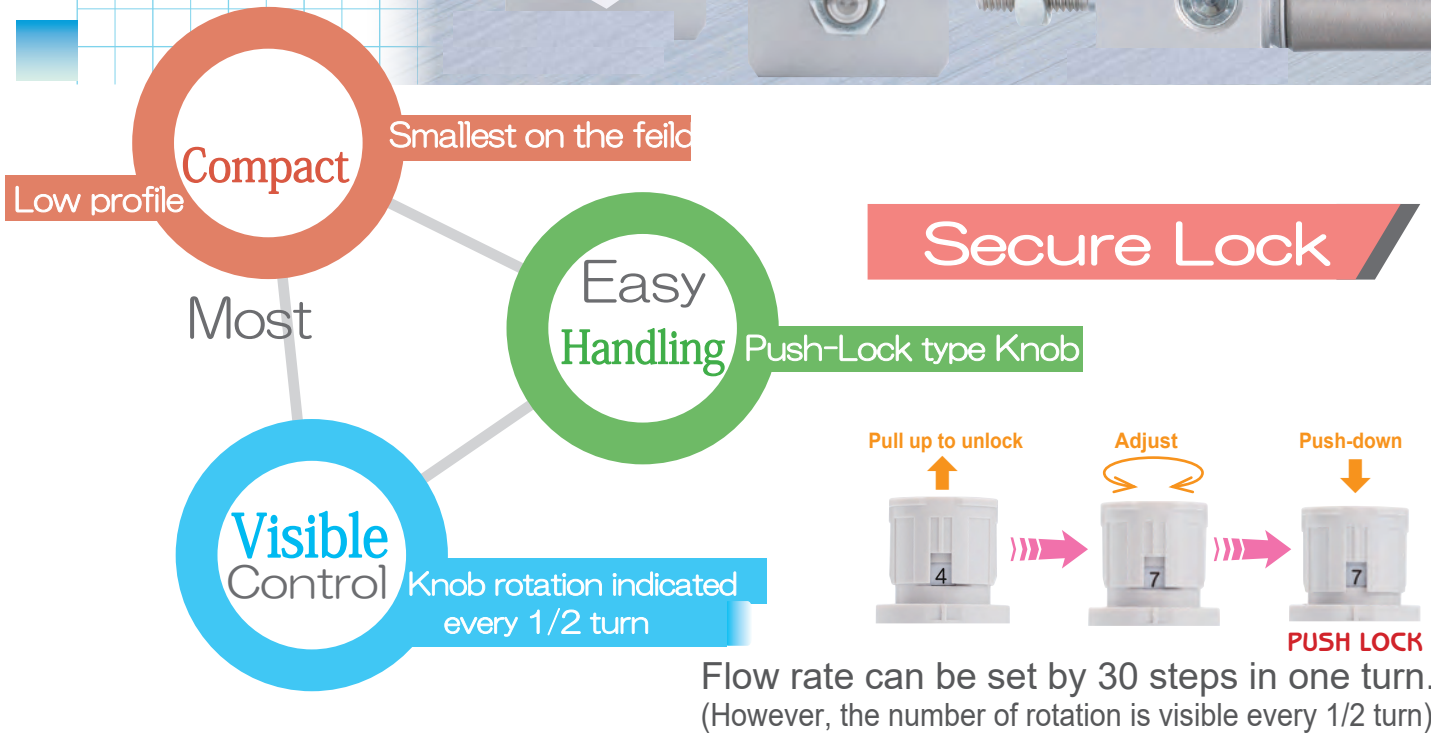 Smallest on the feild
Compact
Low profile
Most
Easy
Handling
Push-Lock type Knob
Visible
Control
Knob rotation indicated
every 1/2 turn
Secure Lock
Pull up to unlock
Adjust
Push-down
4
7
7
PUSH LOCK
Flow rate can be set by 30 steps in one turn.
(However, the number of rotation is visible every 1/2 turn)